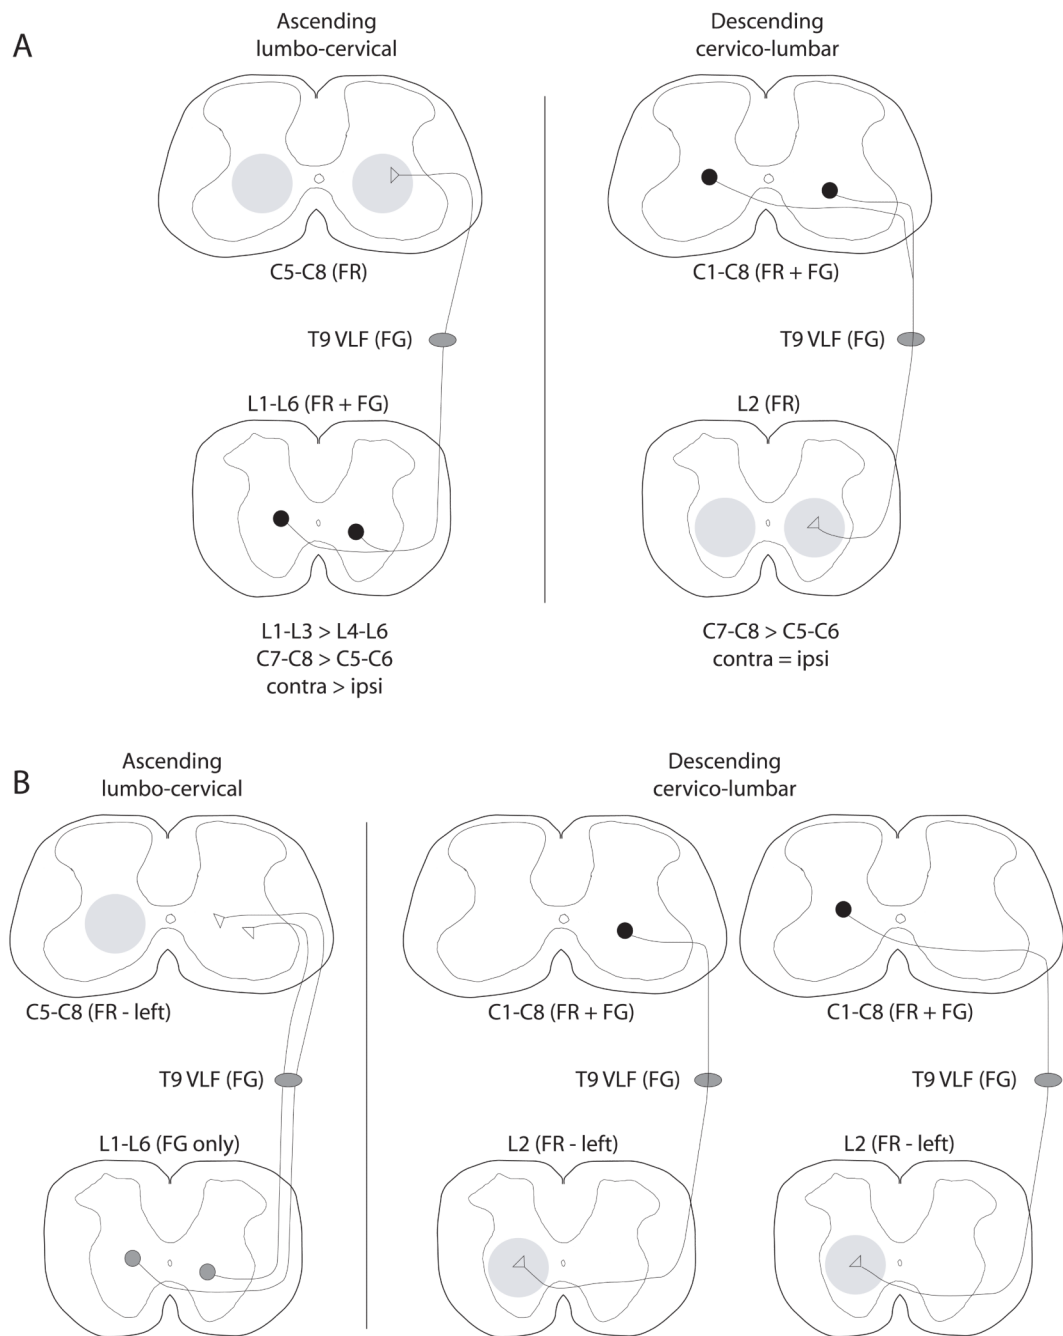 A
Ascending
lumbo-cervical
C5-C8 (FR)
T9 VLF (FG)
L1-L6 (FR + FG)
L1-L3 > L4-L6
C7-C8 > C5-C6
contra > ipsi
Descending
cervico-lumbar
C1-C8 (FR + FG)
T9 VLF (FG)
L2 (FR)
C7-C8 > C5-C6
contra = ipsi
B
Ascending
lumbo-cervical
C5-C8 (FR - left)
T9 VLF (FG)
L1-L6 (FG only)
Descending
cervico-lumbar
C1-C8 (FR + FG)
T9 VLF (FG)
L2 (FR - left)
C1-C8 (FR + FG)
T9 VLF (FG)
L2 (FR - left)